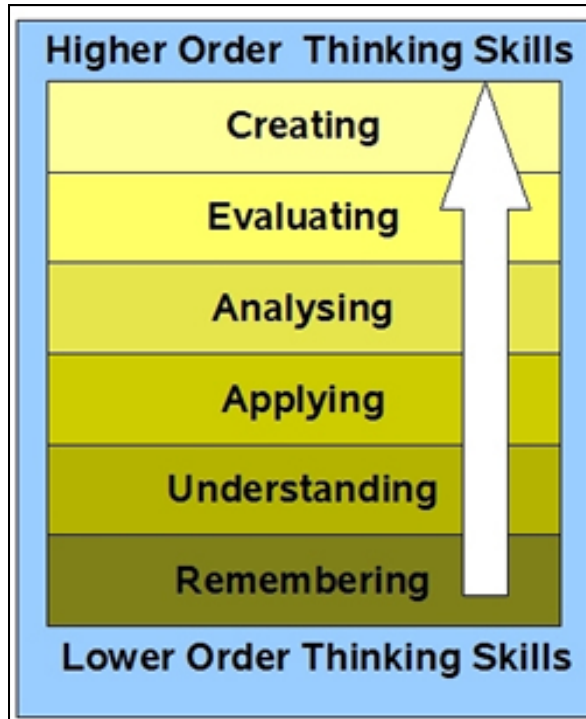 Higher Order Thinking Skills
Creating
Evaluating
Analysing
Applying
Understanding
Remembering
Lower Order Thinking Skills